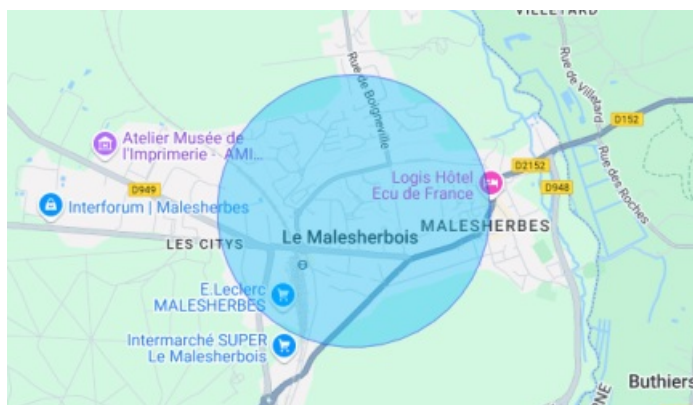 VILLETARD
Rue de Boigneville
Rue de Villetard
D152
Atelier Musée de
l'Imprimerie - AMI...
D2152
Logis Hôtel
Ecu de France
D949
D948
Rue des Roches
Interforum | Malesherbes
MALESHERBES
LES CITYS
Le Malesherbois
E.Leclerc
MALESHERBES
Intermarché SUPER
Le Malesherbois
Buthiers